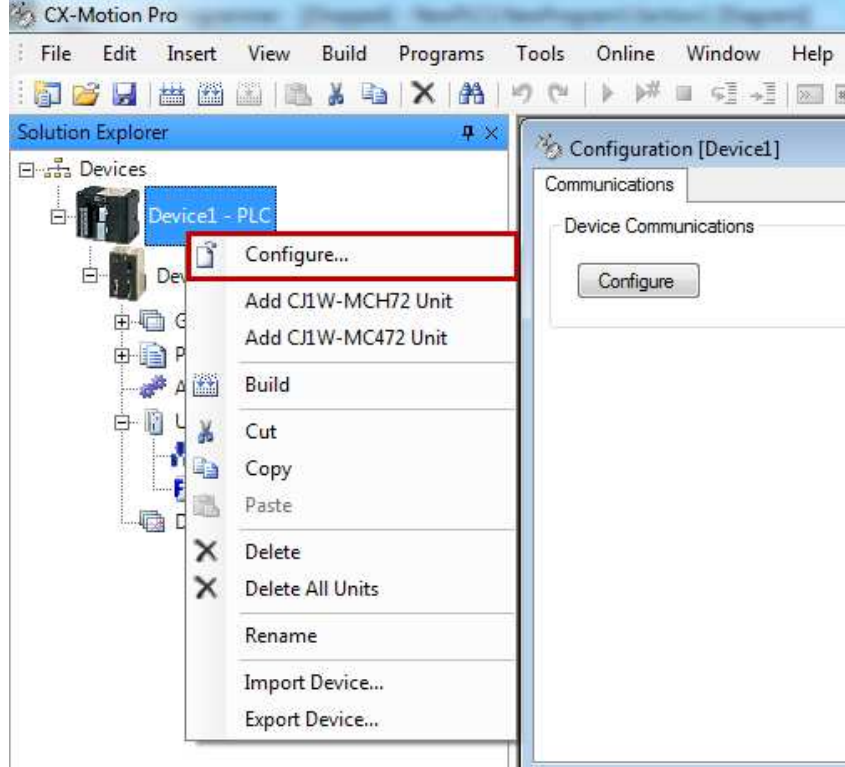 CX-Motion Pro
File Edit Insert View Build Programs Tools Online Window Help
Solution Explorer
Configuration [Device1]
Devices
Communications
Device1 - PLC
Device Communications
Configure...
Configure
Add CJ1W-MCH72 Unit
Add CJ1W-MC472 Unit
Build
Cut
Copy
Paste
Delete
Delete All Units
Rename
Import Device...
Export Device...